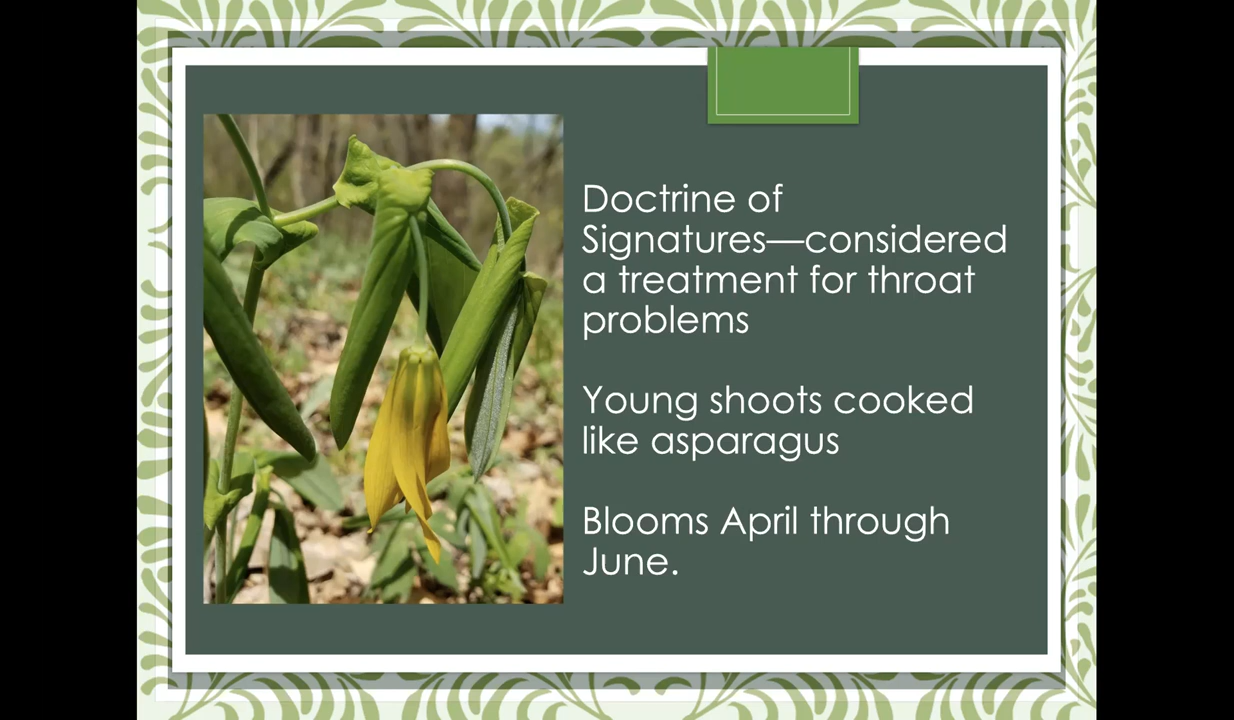 Doctrine of
Signatures—considered
a treatment for throat
problems
Young shoots cooked
like asparagus
Blooms April through
June.